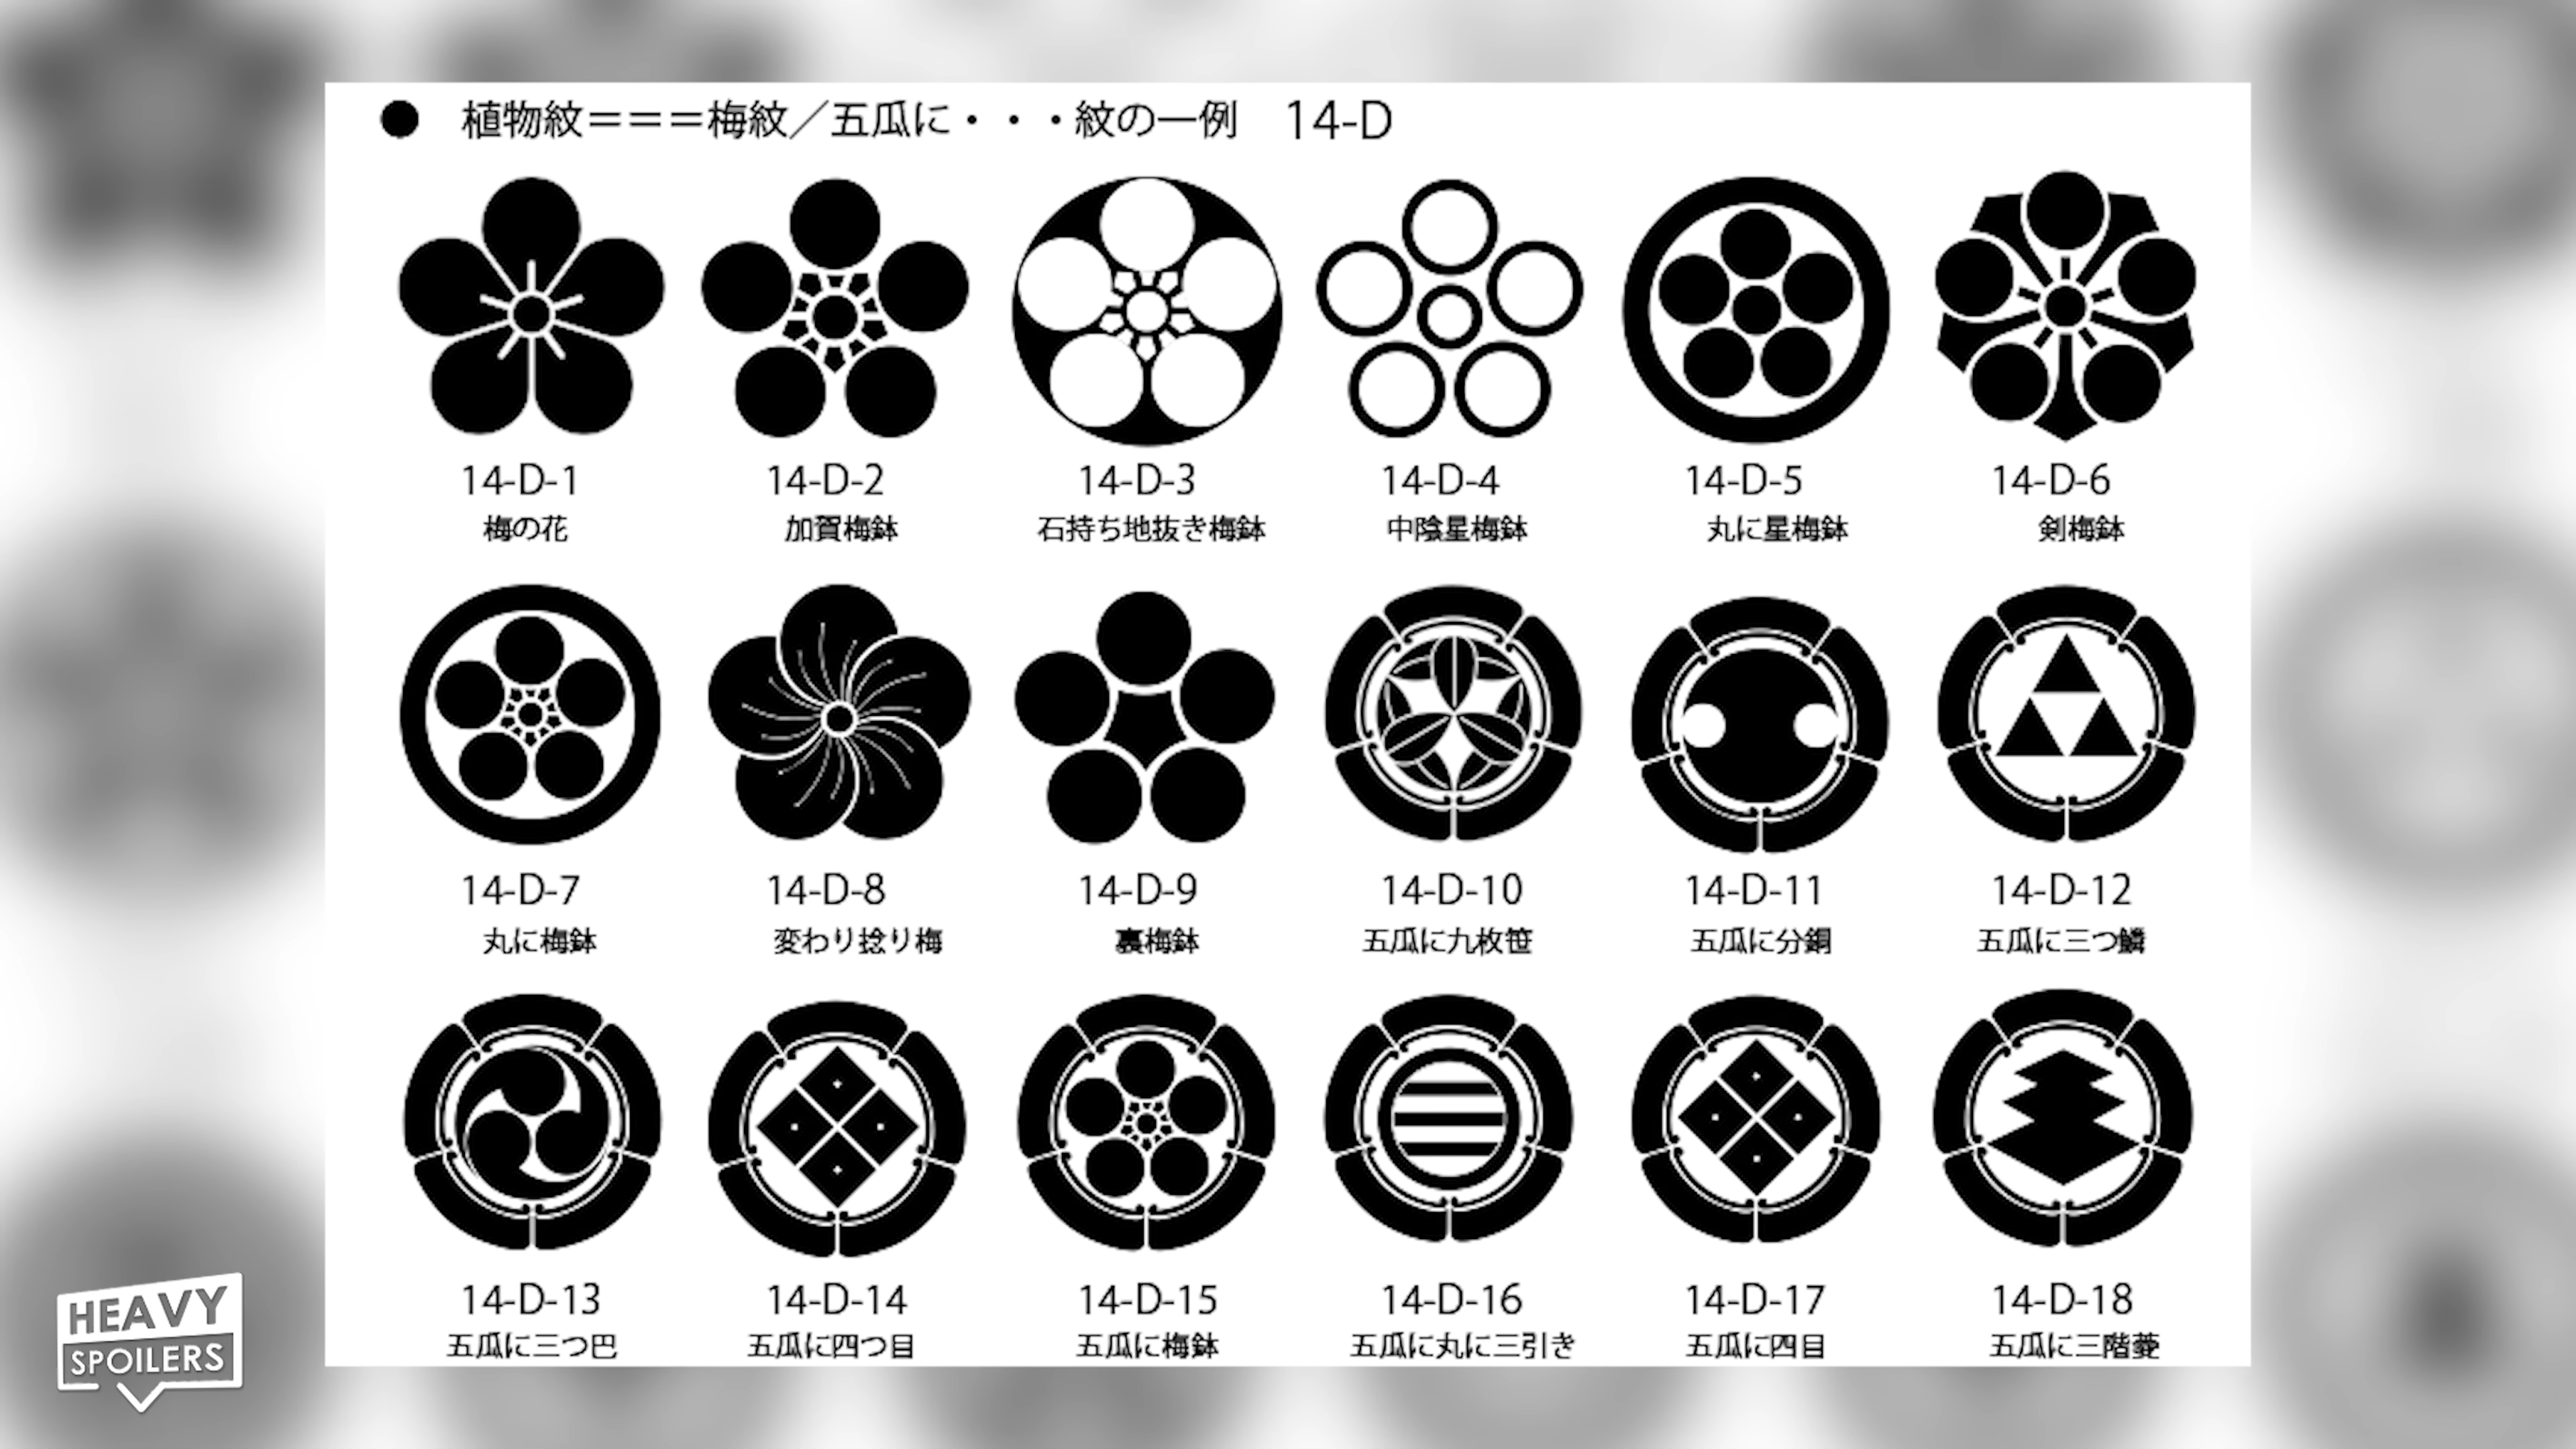 ● 植物紋===梅紋／五瓜に・・・紋の一例 14-D
14-D-1 14-D-2 14-D-3 14-D-4 14-D-5 14-D-6
梅の花 加賀梅鉢 石持ち地抜き梅鉢 中陰星梅鉢 丸に星梅鉢 剣梅鉢
14-D-7 14-D-8 14-D-9 14-D-10 14-D-11 14-D-12
丸に梅鉢 変わり捻り梅 裏梅鉢 五瓜に九枚笹 五瓜に分銅 五瓜に三つ鱗
14-D-13 14-D-14 14-D-15 14-D-16 14-D-17 14-D-18
五瓜に三つ巴 五瓜に四つ目 五瓜に梅鉢 五瓜に丸に三引き 五瓜に四目 五瓜に三階菱
HEAVY
SPOILERS